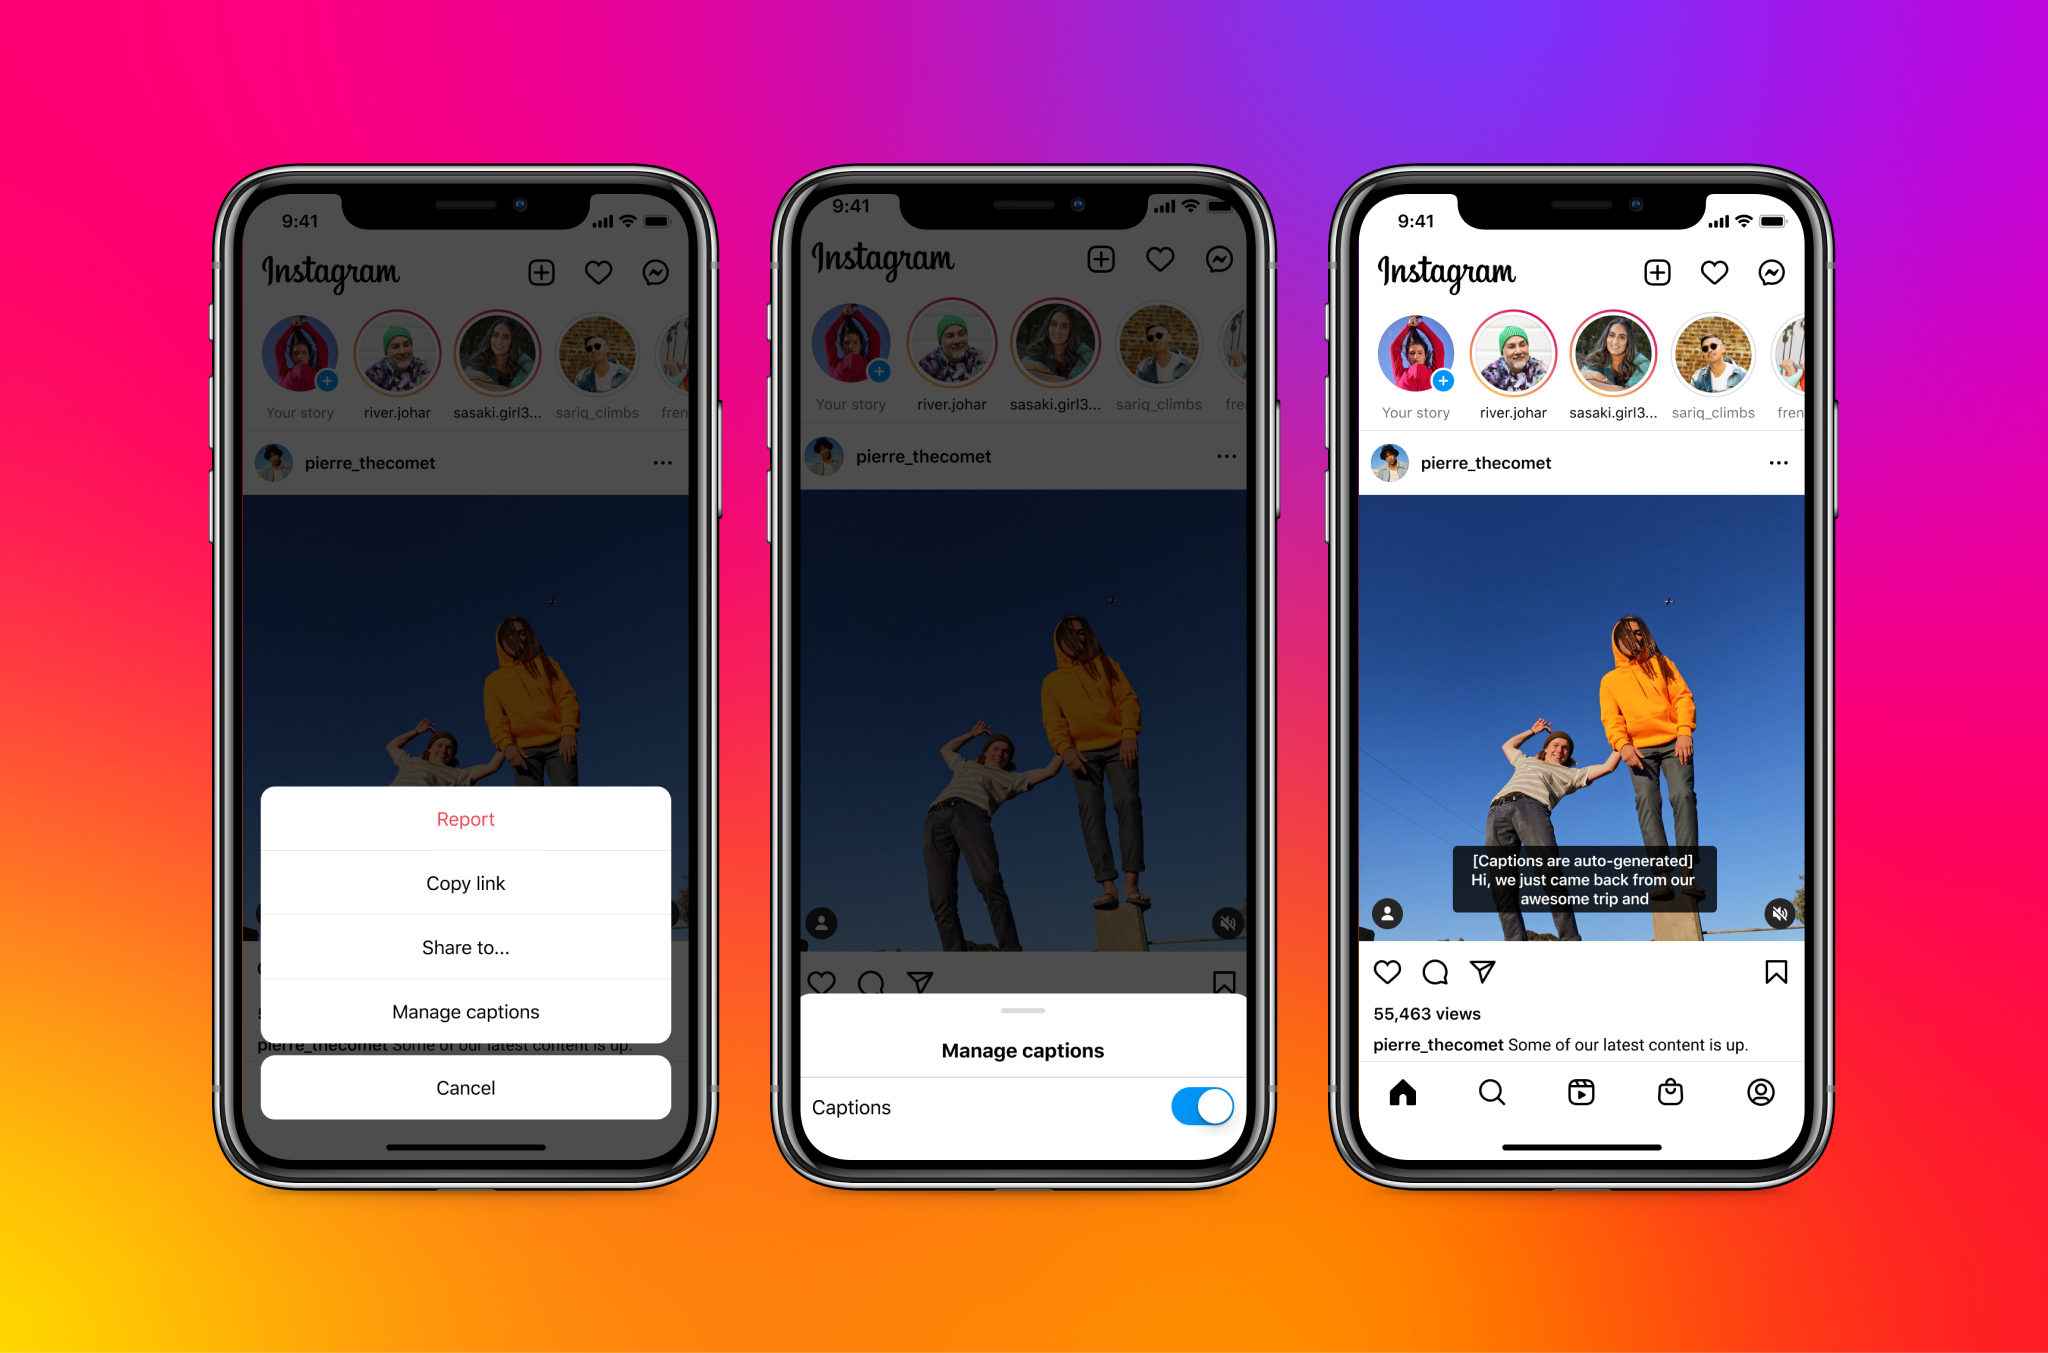 9:41
Instagram
Your story
river.johar
sasaki.girl3...
sariq_climbs
fren
pierre_thecomet
Report
Copy link
Share to...
Manage captions
pierre_thecomet Some of our latest content is up.
Cancel
9:41
Instagram
Your story
river.johar
sasaki.girl3...
sariq_climbs
fre
pierre_thecomet
Manage captions
Captions
9:41
Instagram
Your story
river.johar
sasaki.girl3...
sariq_climbs
fren
pierre_thecomet
[Captions are auto-generated]
Hi, we just came back from our
awesome trip and
55,463 views
pierre_thecomet Some of our latest content is up.